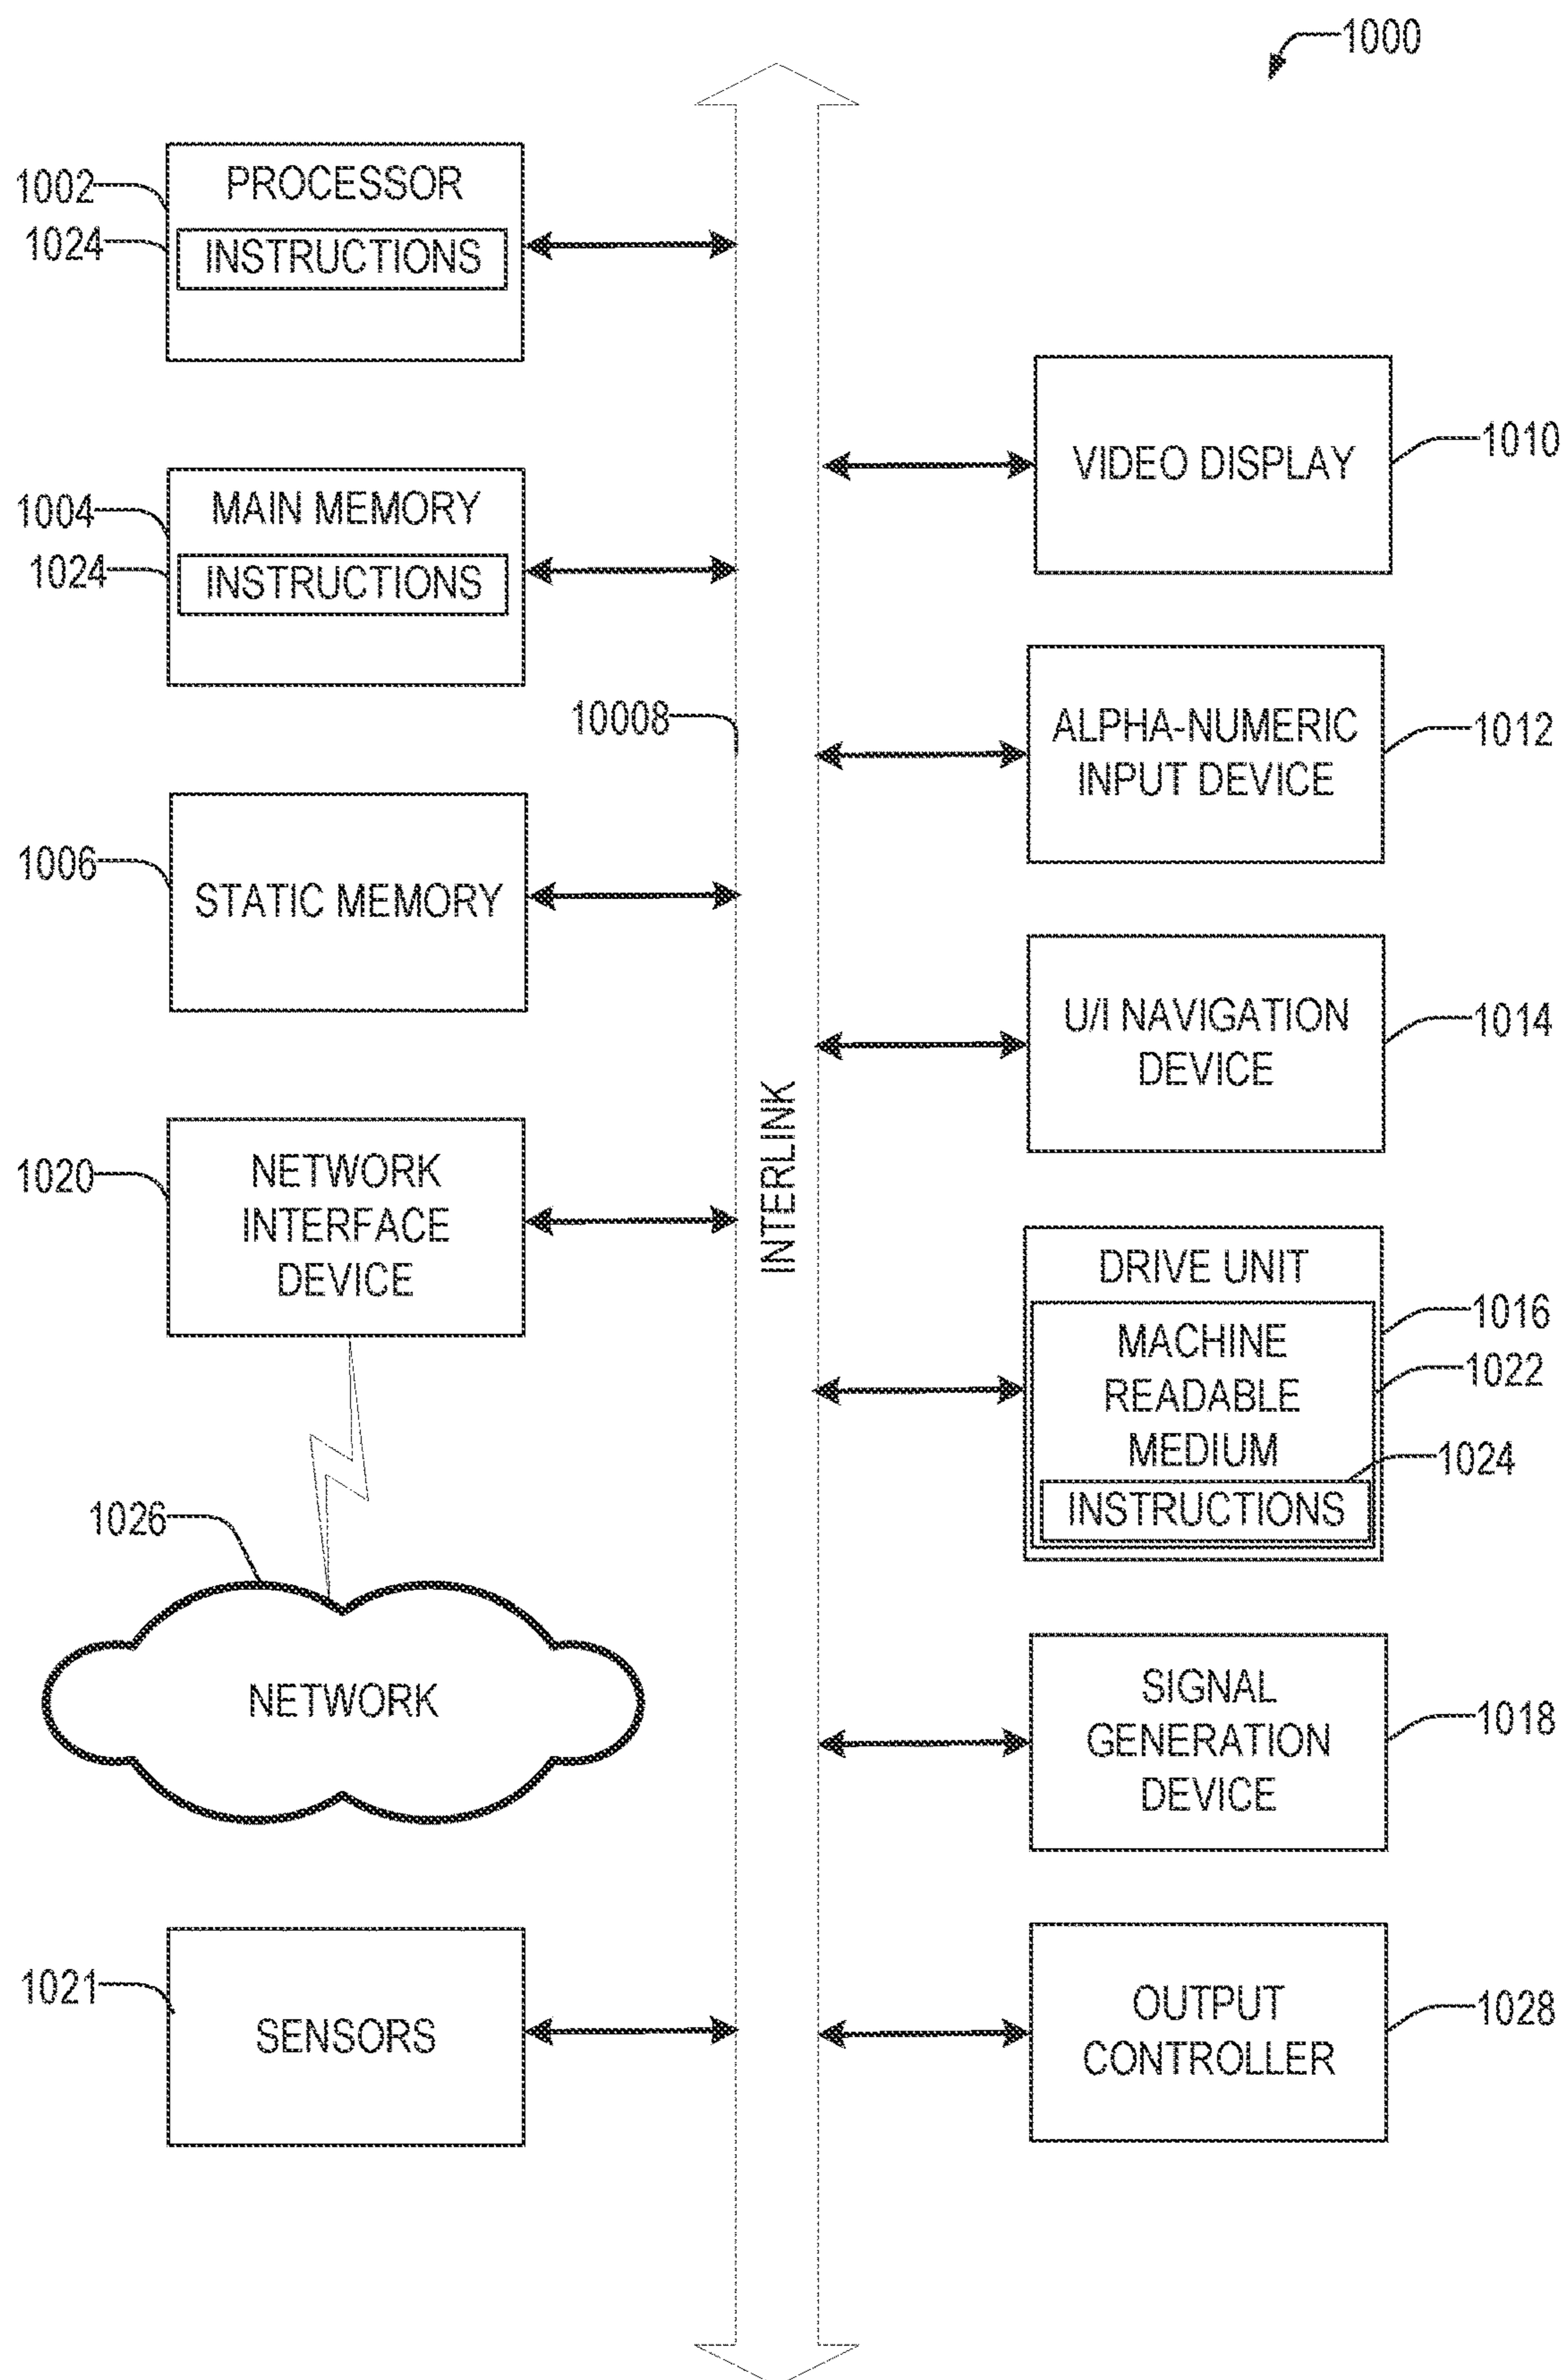 1000
PROCESSOR
1002
INSTRUCTIONS
1024
MAIN MEMORY
1004
INSTRUCTIONS
1024
10008
STATIC MEMORY
1006
NETWORK
INTERFACE
DEVICE
1020
1026
NETWORK
SENSORS
1021
INTERLINK
VIDEO DISPLAY
1010
ALPHA-NUMERIC
INPUT DEVICE
1012
U/I NAVIGATION
DEVICE
1014
DRIVE UNIT
1016
MACHINE
READABLE
MEDIUM
1022
1024
INSTRUCTIONS
SIGNAL
GENERATION
DEVICE
1018
OUTPUT
CONTROLLER
1028